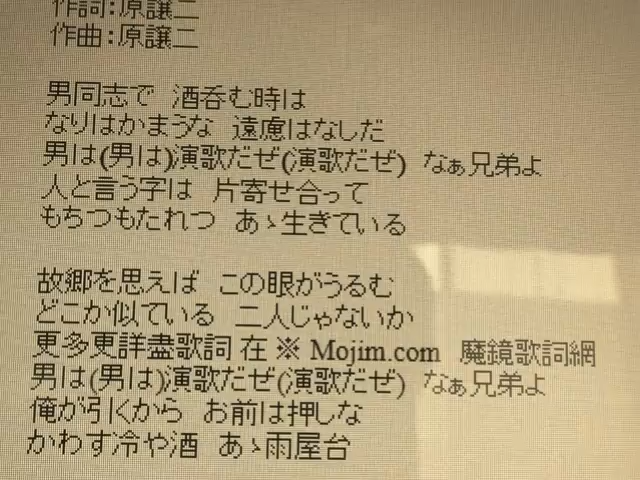 作詞:原譲二
作曲:原譲二
男同志で 酒呑む時は
なりはかまうな 遠慮はなしだ
男は(男は)演歌だぜ(演歌だぜ) なぁ兄弟よ
人と言う字は 片寄せ合って
もちつもたれつ あゝ生きている
故郷を思えば この眼がうるむ
どこか似ている 二人じゃないか
更多更詳盡歌詞 在 ※ Mojim.com 魔鏡歌詞網
男は(男は)演歌だぜ(演歌だぜ) なぁ兄弟よ
俺が引くから お前は押しな
かわす冷や酒 あゝ雨屋台